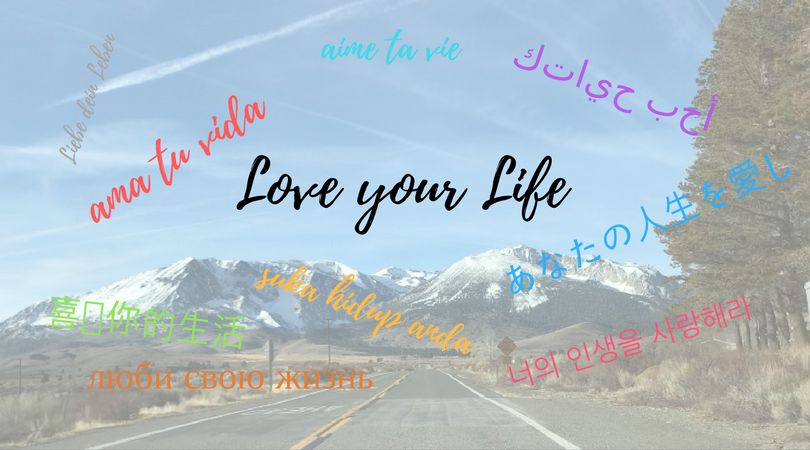 aime ta vie
Liebe dein Leben
أحب حياتك
ama tu vida
Love your Life
あなたの人生を愛し
suka hidup anda
喜□你的生活
너의 인생을 사랑해라
люби свою жизнь